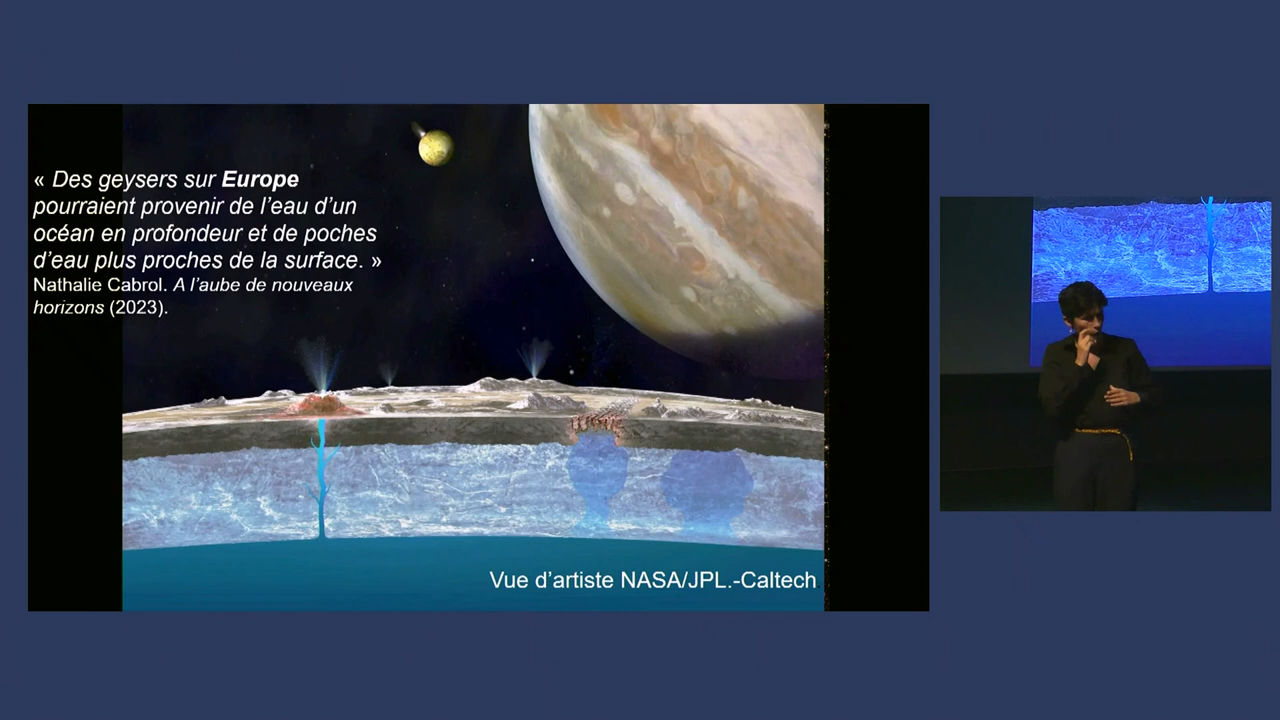 « Des geysers sur Europe
pourraient provenir de l’eau d’un
océan en profondeur et de poches
d’eau plus proches de la surface. »
Nathalie Cabrol. A l’aube de nouveaux
horizons (2023).
Vue d’artiste NASA/JPL.-Caltech